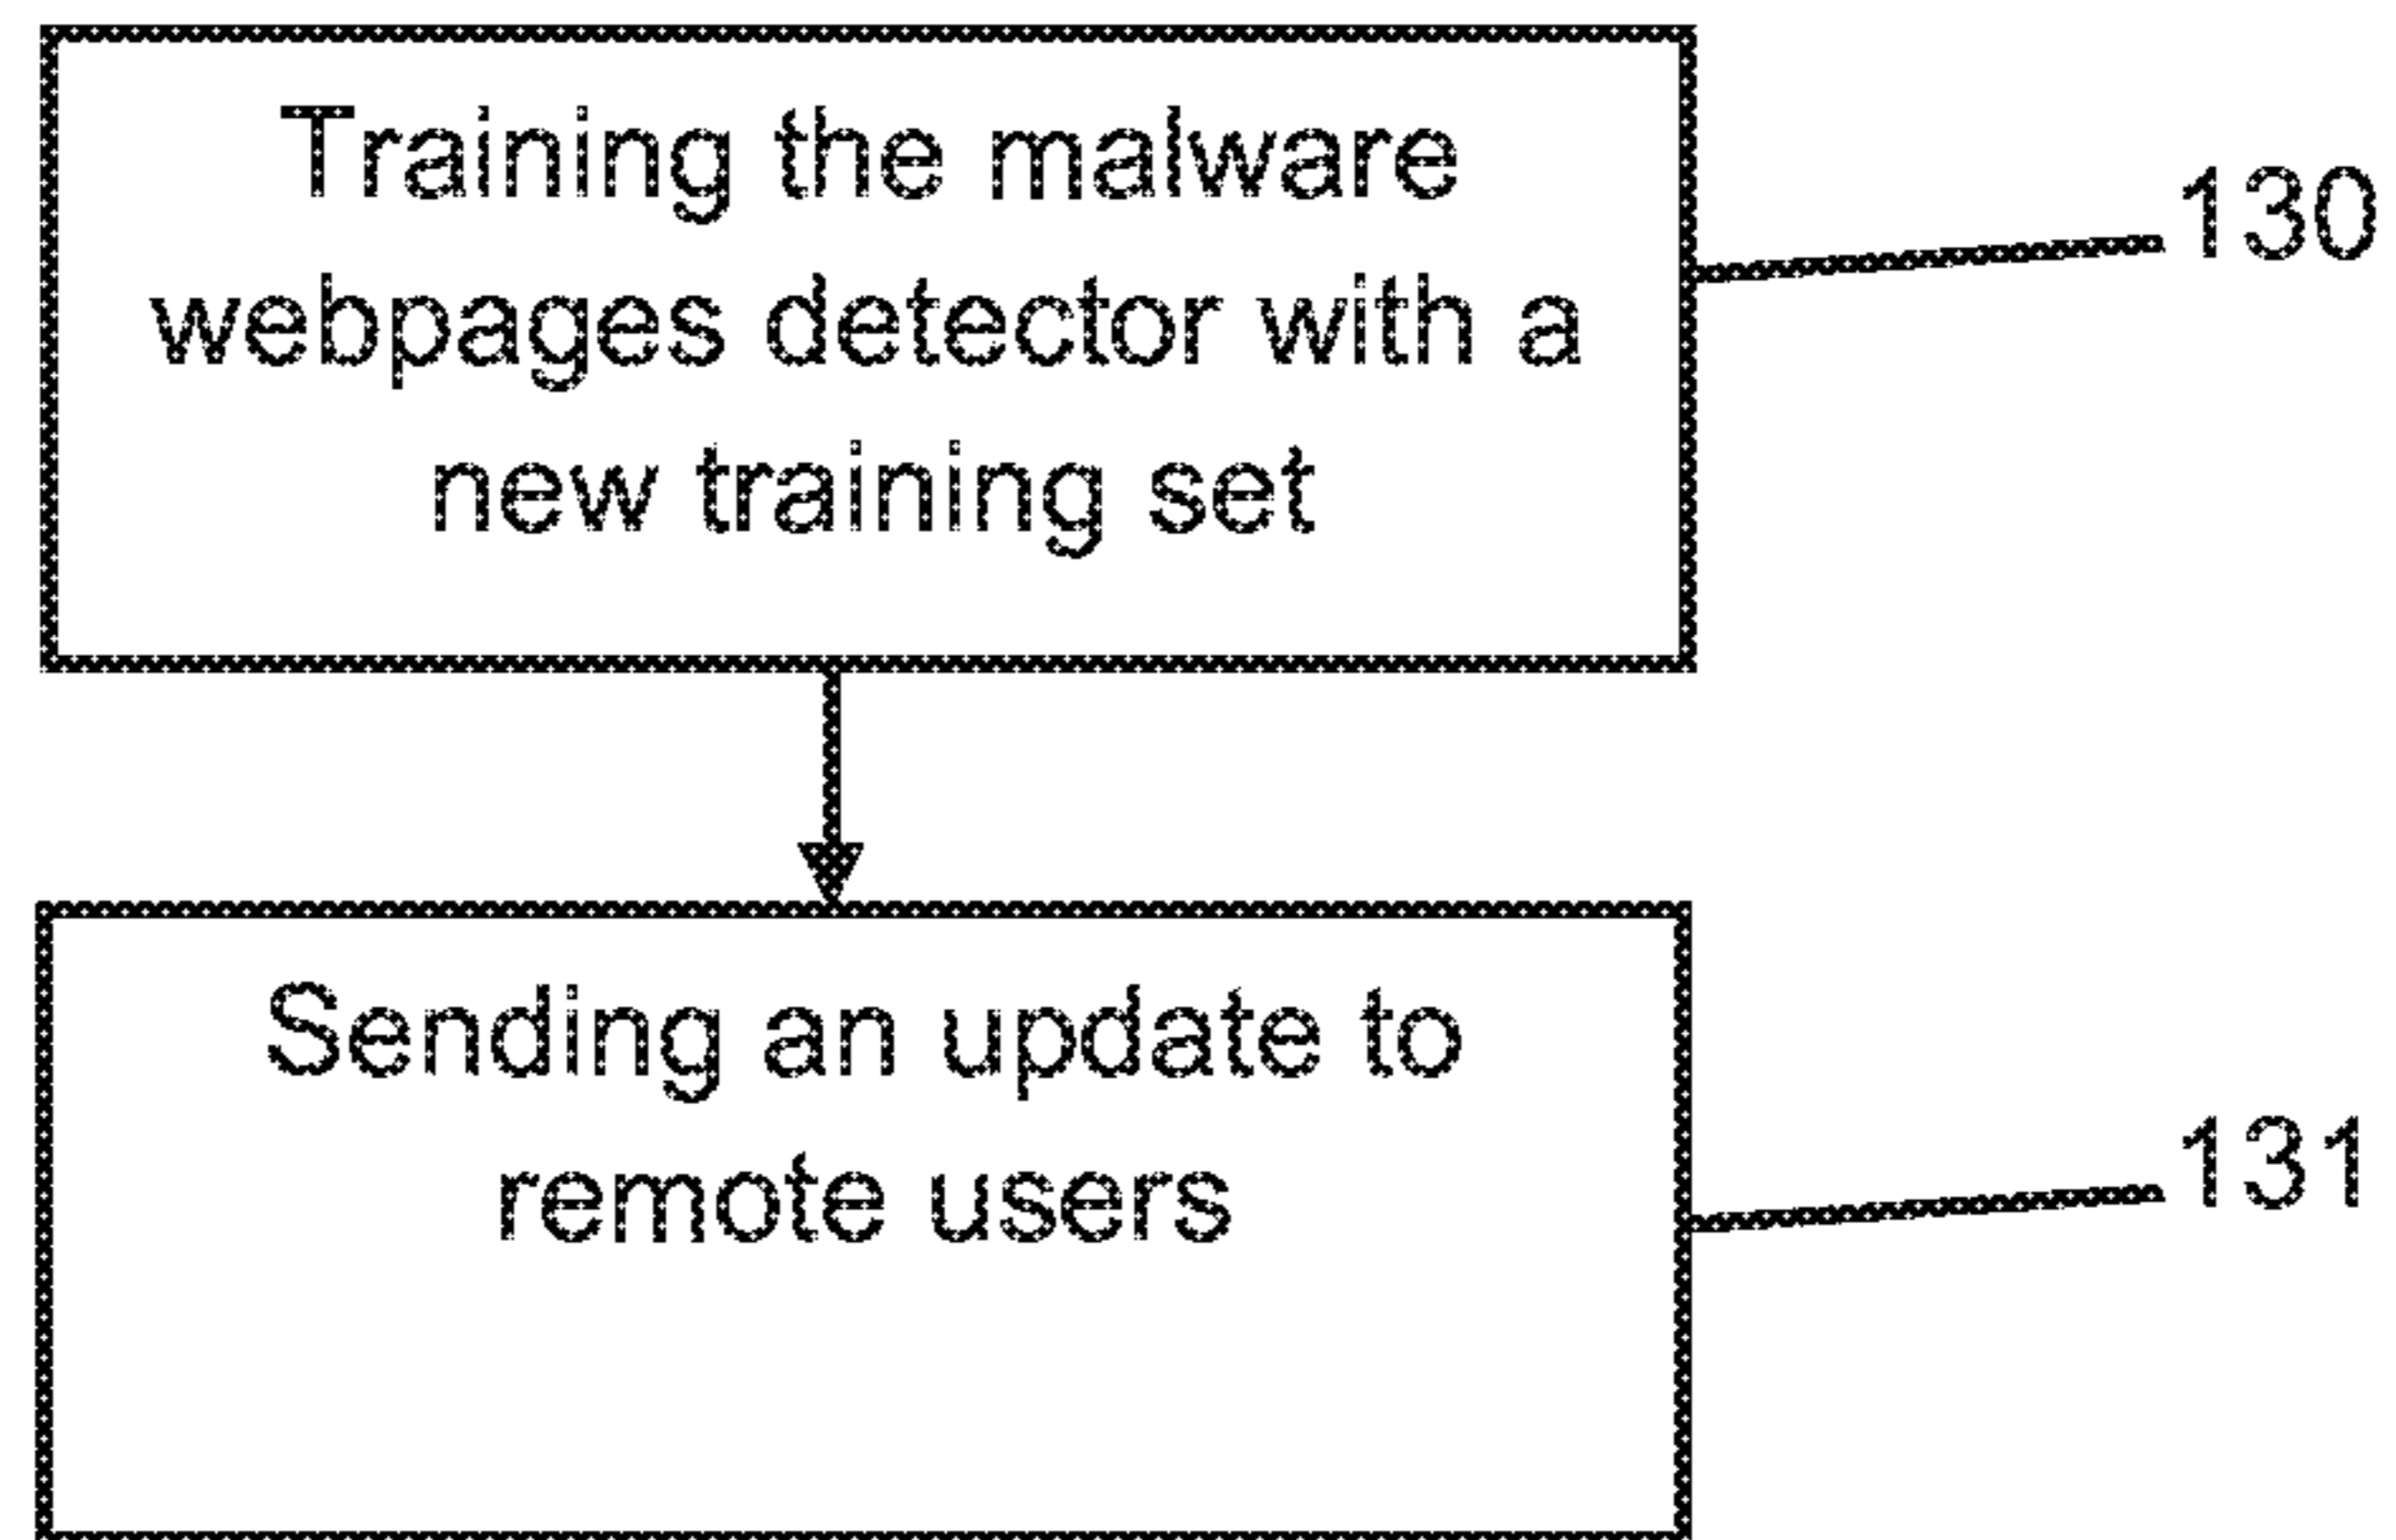 Training the malware
webpages detector with a
new training set
130
Sending an update to
remote users
131